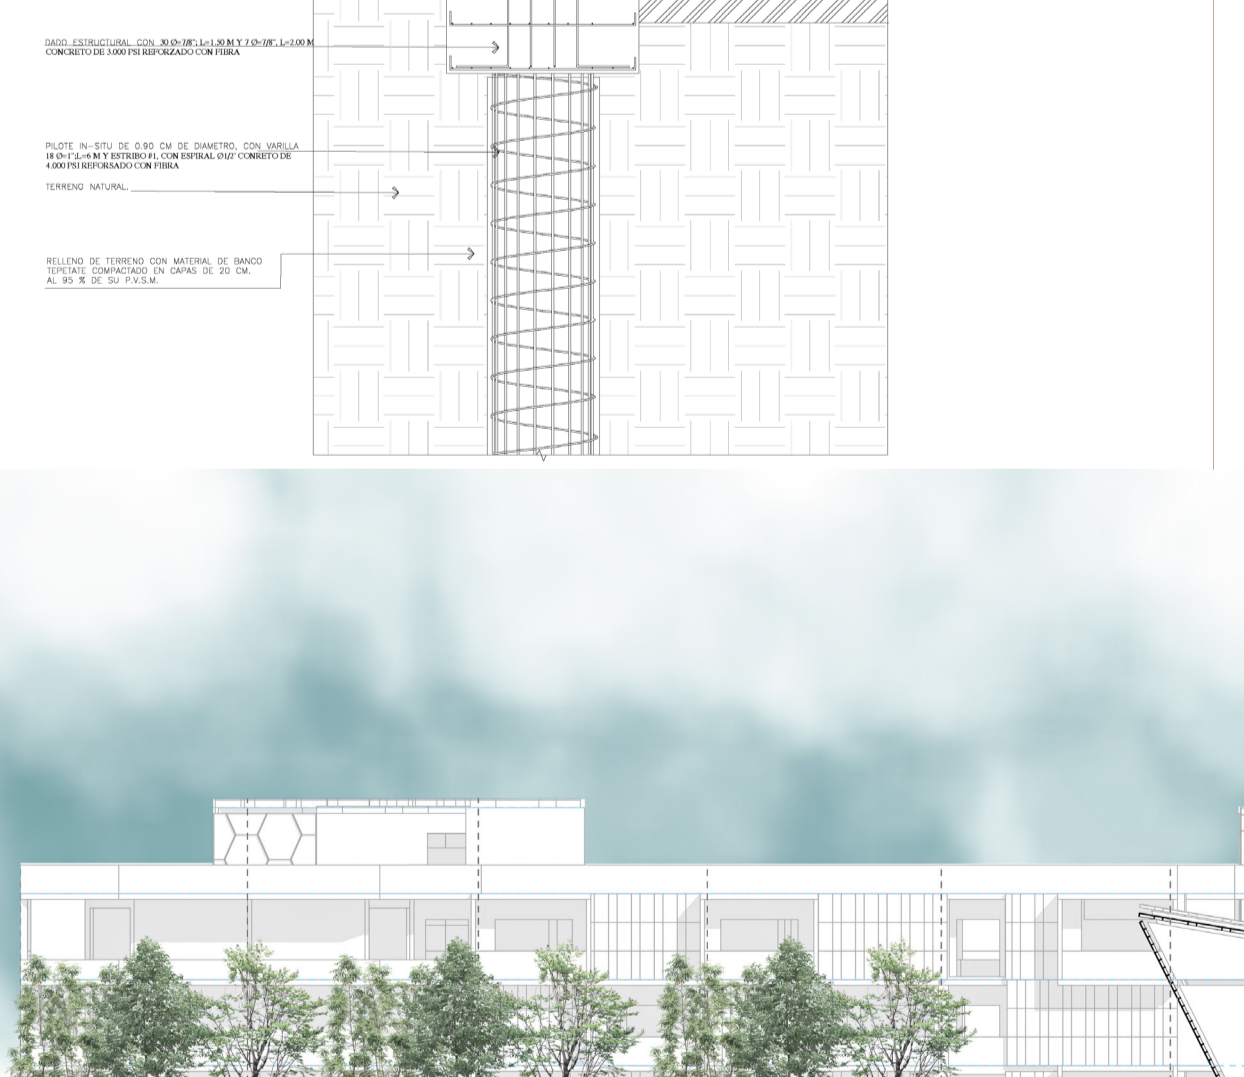 DADO ESTRUCTURAL CON 30 Ø=7/8"; L=1.50 M Y 7 Ø=7/8", L=2.00 M
CONCRETO DE 3.000 PSI REFORZADO CON FIBRA
PILOTE IN-SITU DE 0.90 CM DE DIAMETRO, CON VARILLA
18 Ø=1";L=6 M Y ESTRIBO #1, CON ESPIRAL Ø1/2' CONRETO DE
4.000 PSI REFORSADO CON FIBRA
TERRENO NATURAL.
RELLENO DE TERRENO CON MATERIAL DE BANCO
TEPETATE COMPACTADO EN CAPAS DE 20 CM.
AL 95 % DE SU P.V.S.M.